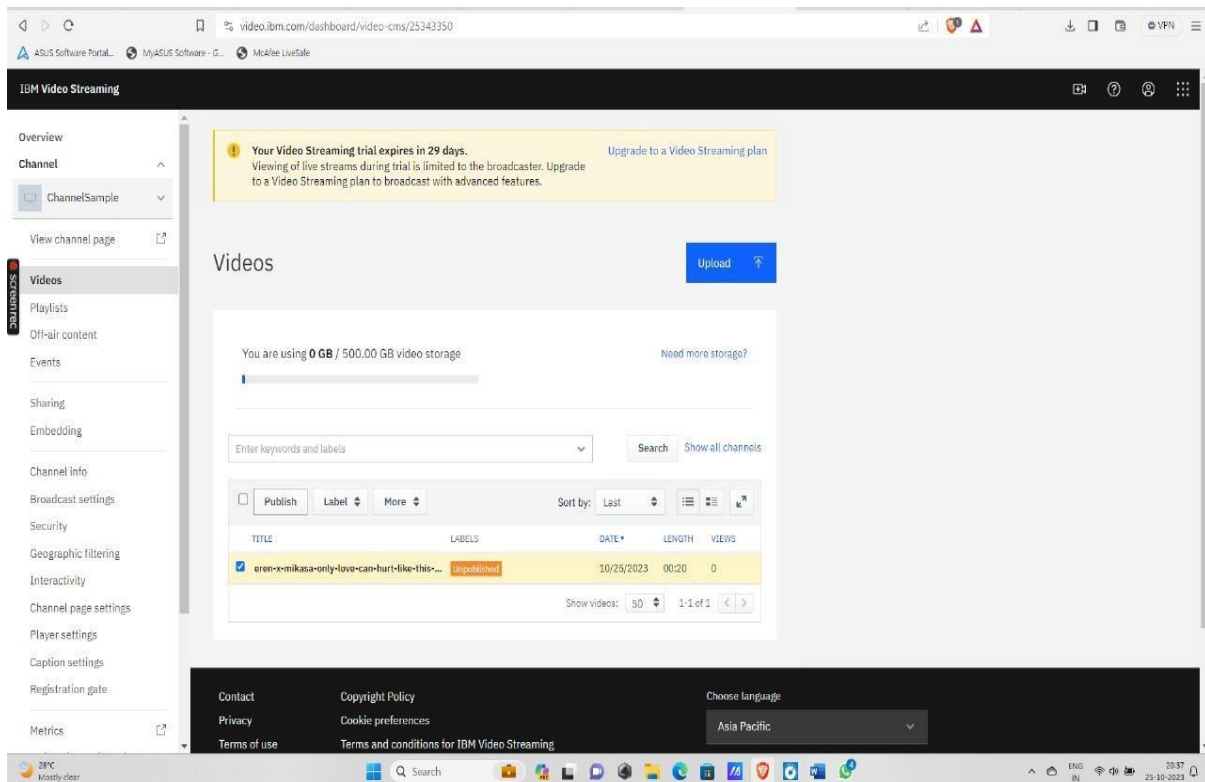 video.ibm.com/dashboard/video-cms/25343350
VPN
ASUS Software Portal...
MyASUS Software - G...
McAfee LiveSafe
IBM Video Streaming
Overview
Channel
ChannelSample
View channel page
Videos
Playlists
Off-air content
Events
Sharing
Embedding
Channel info
Broadcast settings
Security
Geographic filtering
Interactivity
Channel page settings
Player settings
Caption settings
Registration gate
Metrics
screenrec
Your Video Streaming trial expires in 29 days.
Upgrade to a Video Streaming plan
Viewing of live streams during trial is limited to the broadcaster. Upgrade
to a Video Streaming plan to broadcast with advanced features.
Videos
Upload
You are using 0 GB / 500.00 GB video storage
Need more storage?
Enter keywords and labels
Search
Show all channels
Publish
Label
More
Sort by: Last
TITLE LABELS DATE LENGTH VIEWS
eren-x-mikasa-only-love-can-hurt-like-this-... Unpublished 10/25/2023 00:20 0
Show videos: 50 1-1 of 1
Contact
Privacy
Terms of use
Copyright Policy
Cookie preferences
Terms and conditions for IBM Video Streaming
Choose language
Asia Pacific
28°C
Mostly clear
Search
ENG
IN
20:37
25-10-2023